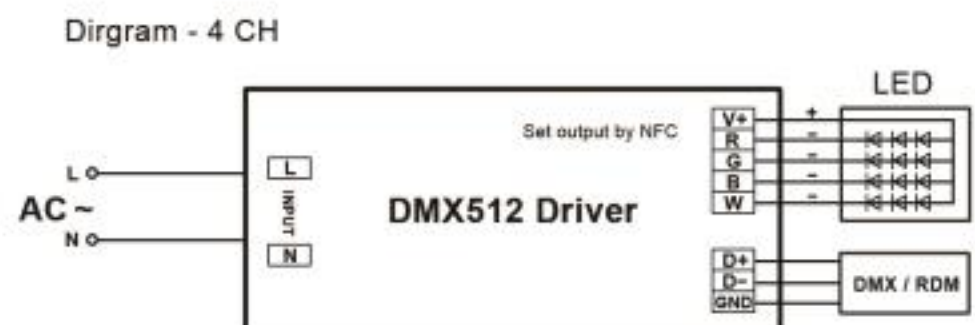 Dirgram - 4 CH
LED
Set output by NFC
V+
+
R
−
G
−
B
−
W
−
L
L
INPUT
AC ~
DMX512 Driver
N
N
D+
D−
GND
DMX / RDM